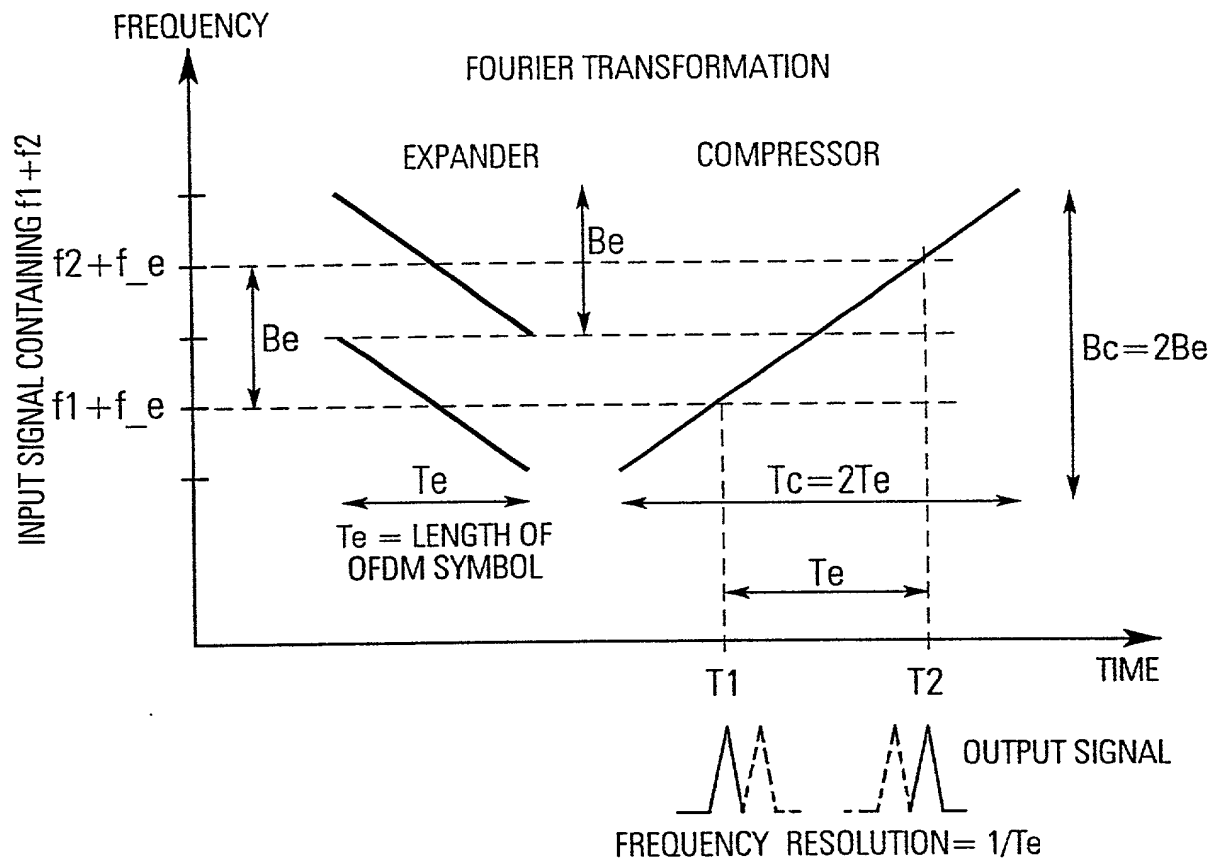 FREQUENCY
FOURIER TRANSFORMATION
EXPANDER
COMPRESSOR
INPUT SIGNAL CONTAINING f1+f2
Be
f2+f_e
Be
Bc=2Be
f1+f_e
Te
Tc=2Te
Te = LENGTH OF
OFDM SYMBOL
Te
TIME
T1
T2
OUTPUT SIGNAL
FREQUENCY RESOLUTION= 1/Te